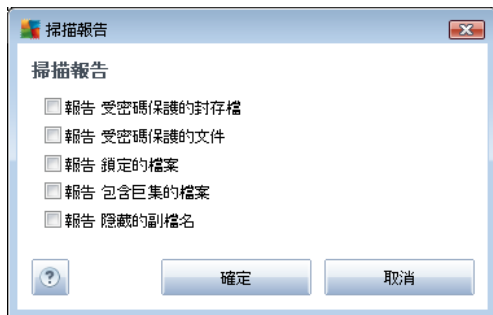 掃描報告
掃描報告
報告 受密碼保護的封存檔
報告 受密碼保護的文件
報告 鎖定的檔案
報告 包含巨集的檔案
報告 隱藏的副檔名
?
確定
取消